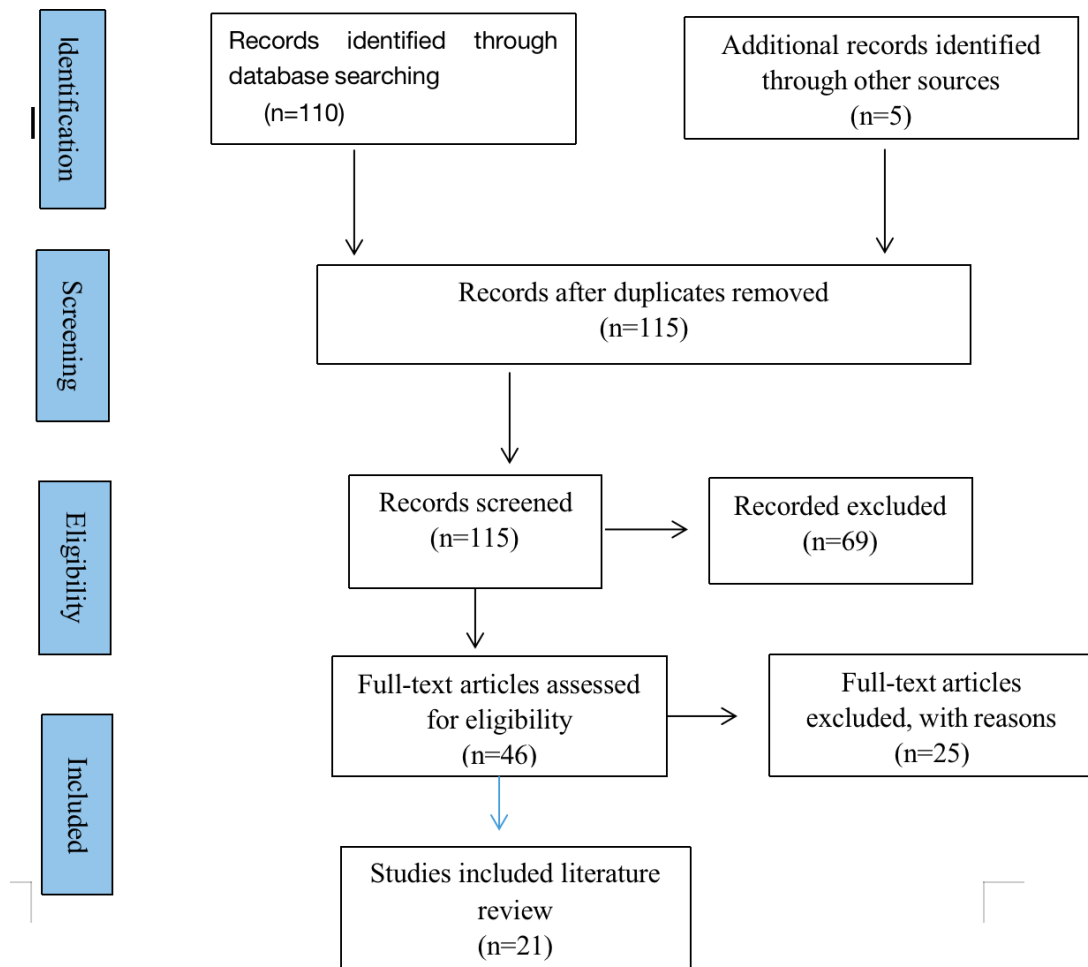 Identification
Records identified through
database searching
(n=110)
Additional records identified
through other sources
(n=5)
Screening
Records after duplicates removed
(n=115)
Eligibility
Records screened
(n=115)
Recorded excluded
(n=69)
Full-text articles assessed
for eligibility
(n=46)
Full-text articles
excluded, with reasons
(n=25)
Included
Studies included literature
review
(n=21)